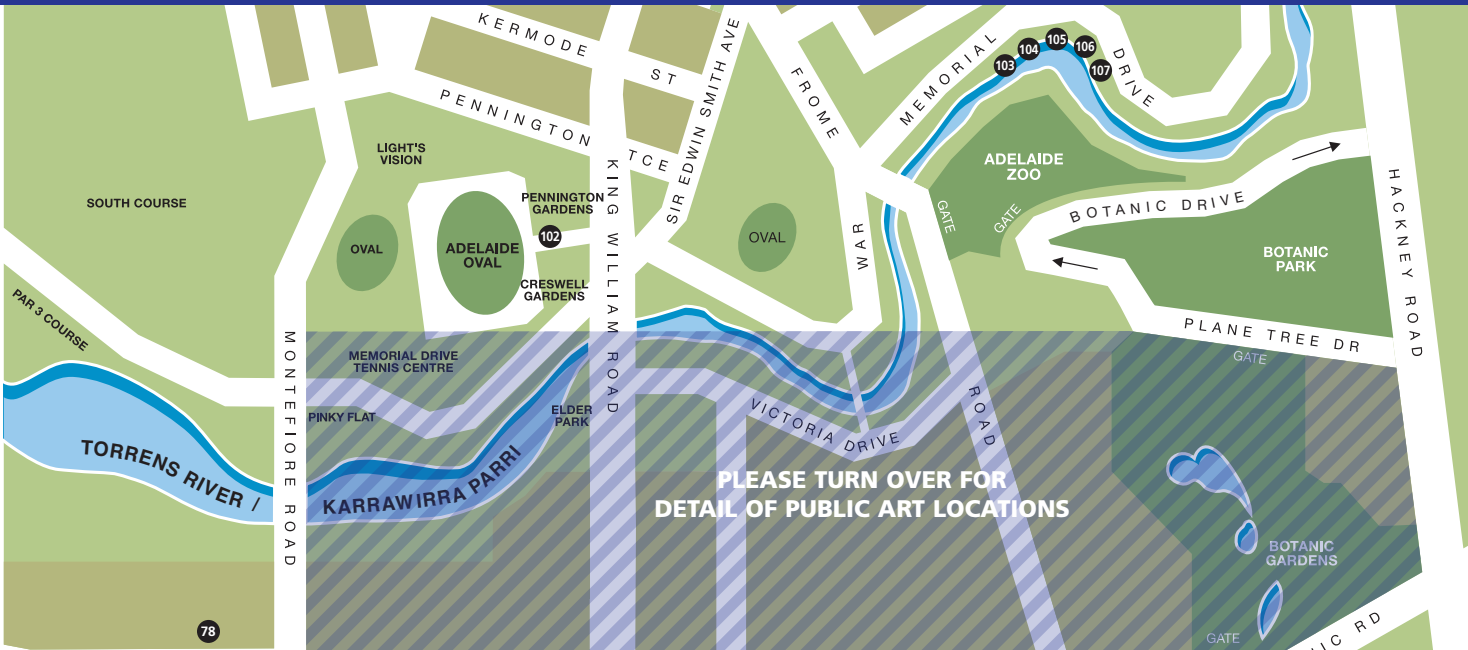 KERMODE ST
PENNINGTON TCE
SIR EDWIN SMITH AVE
FROME
MEMORIAL
DRIVE
103
104
105
106
107
LIGHT'S
VISION
SOUTH COURSE
OVAL
ADELAIDE
OVAL
PENNINGTON
GARDENS
102
CRESWELL
GARDENS
KING WILLIAM ROAD
OVAL
WAR
ADELAIDE
ZOO
GATE
GATE
BOTANIC DRIVE
BOTANIC
PARK
HACKNEY ROAD
PAR 3 COURSE
MONTEFIORE ROAD
MEMORIAL DRIVE
TENNIS CENTRE
PINKY FLAT
ELDER
PARK
VICTORIA DRIVE
ROAD
PLANE TREE DR
GATE
TORRENS RIVER /
KARRAWIRRA PARRI
PLEASE TURN OVER FOR
DETAIL OF PUBLIC ART LOCATIONS
BOTANIC
GARDENS
GATE
78
IC RD